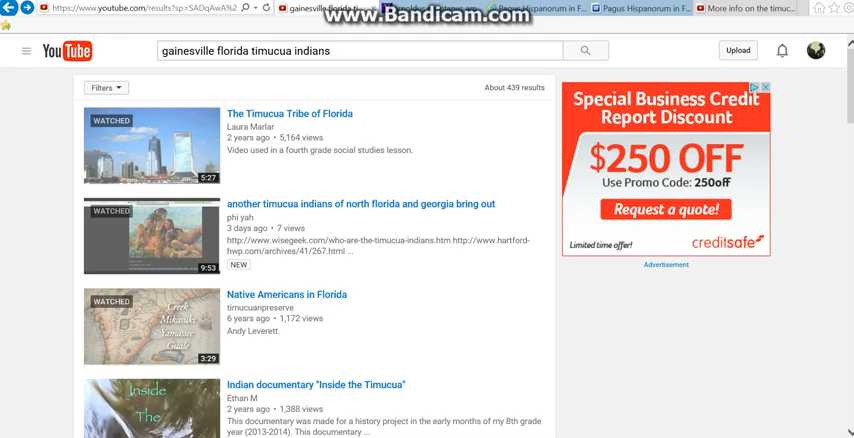 https://www.youtube.com/results?sp=SADqAwA%2
gainesville florida ti...
Pagus Hispanorum in F...
Pagus Hispanorum in F...
More info on the timuc...
www.Bandicam.com
YouTube
gainesville florida timucua indians
Upload
Filters
About 439 results
WATCHED
5:27
The Timucua Tribe of Florida
Laura Marlar
2 years ago • 5,164 views
Video used in a fourth grade social studies lesson.
WATCHED
9:53
another timucua indians of north florida and georgia bring out
phi yah
3 days ago • 7 views
http://www.wisegeek.com/who-are-the-timucua-indians.htm http://www.hartford-
hwp.com/archives/41/267.html ...
NEW
WATCHED
Creek
Mikasuki
Yamassee
Guale
3:29
Native Americans in Florida
timucuanpreserve
6 years ago • 1,172 views
Andy Leverett.
Inside
The
Indian documentary "Inside the Timucua"
Ethan M
2 years ago • 1,388 views
This documentary was made for a history project in the early months of my 8th grade
year (2013-2014). This documentary ...
Special Business Credit
Report Discount
$250 OFF
Use Promo Code: 250off
Request a quote!
Limited time offer!
creditsafe
Advertisement